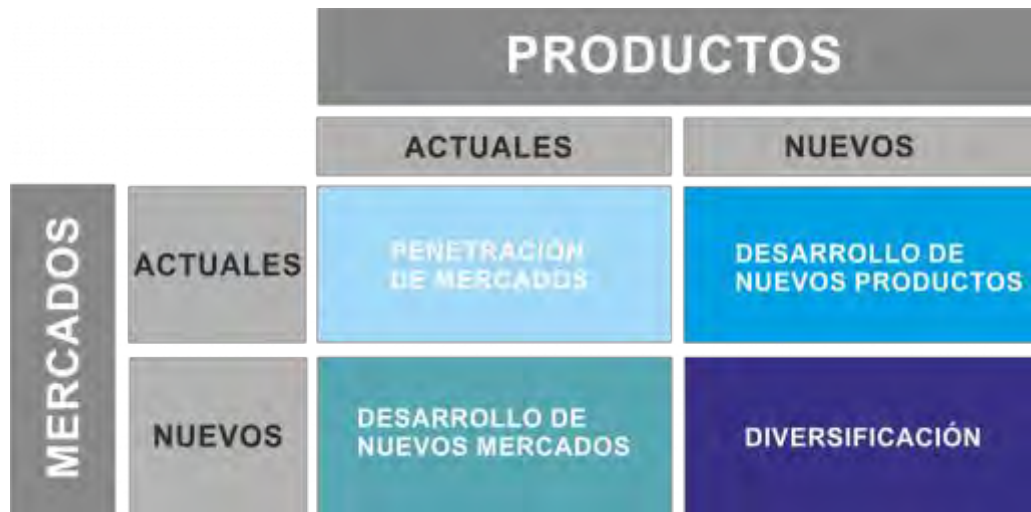 PRODUCTOS
ACTUALES
NUEVOS
MERCADOS
ACTUALES
PENETRACIÓN
DE MERCADOS
DESARROLLO DE
NUEVOS PRODUCTOS
NUEVOS
DESARROLLO DE
NUEVOS MERCADOS
DIVERSIFICACIÓN